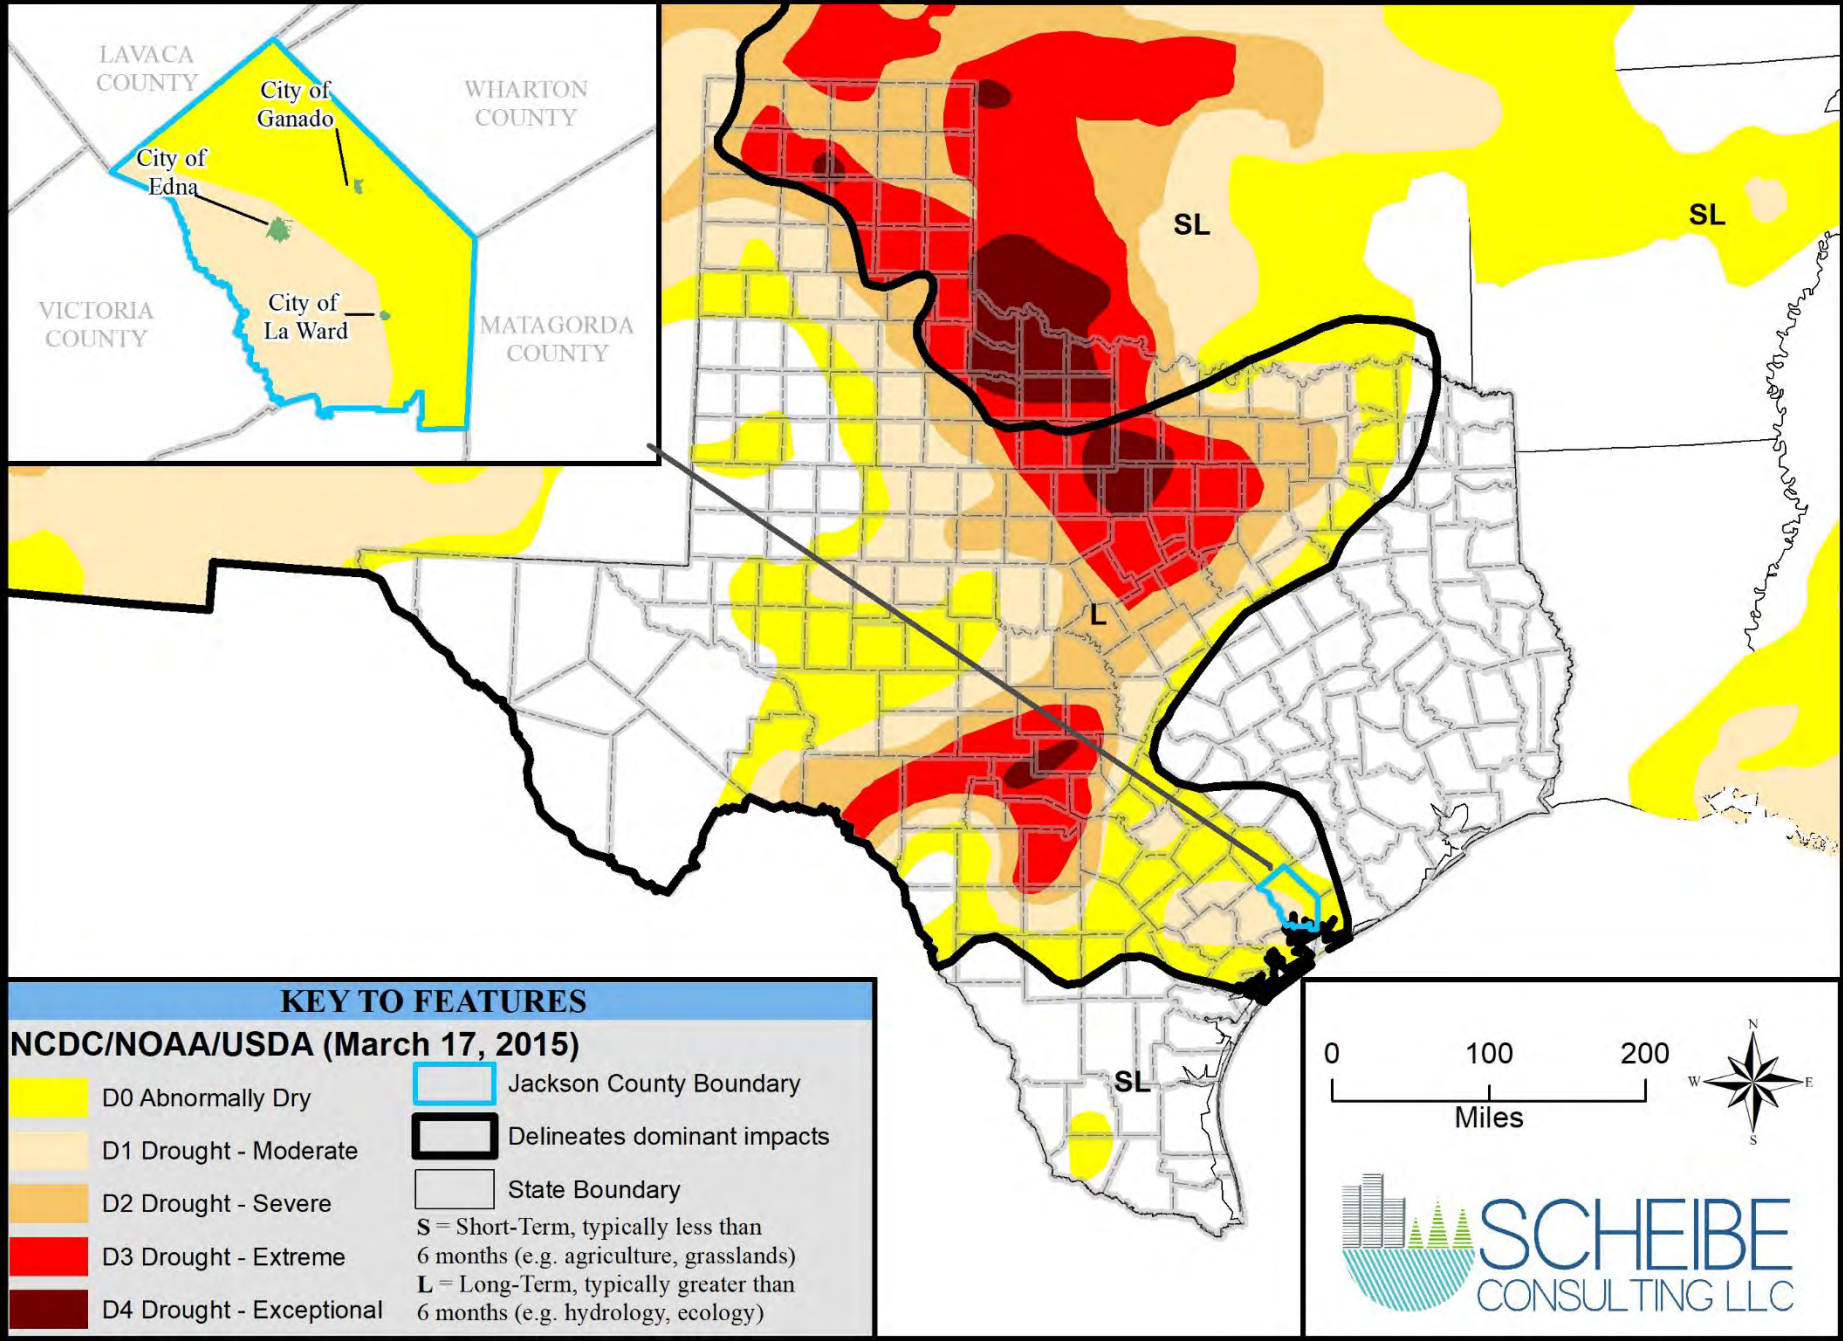 LAVACA
COUNTY
City of
Ganado
WHARTON
COUNTY
City of
Edna
City of
La Ward
VICTORIA
COUNTY
MATAGORDA
COUNTY
SL
SL
L
SL
KEY TO FEATURES
NCDC/NOAA/USDA (March 17, 2015)
D0 Abnormally Dry
D1 Drought - Moderate
D2 Drought - Severe
D3 Drought - Extreme
D4 Drought - Exceptional
Jackson County Boundary
Delineates dominant impacts
State Boundary
S = Short-Term, typically less than
6 months (e.g. agriculture, grasslands)
L = Long-Term, typically greater than
6 months (e.g. hydrology, ecology)
0 100 200
Miles
N
W E
S
SCHEIBE
CONSULTING LLC